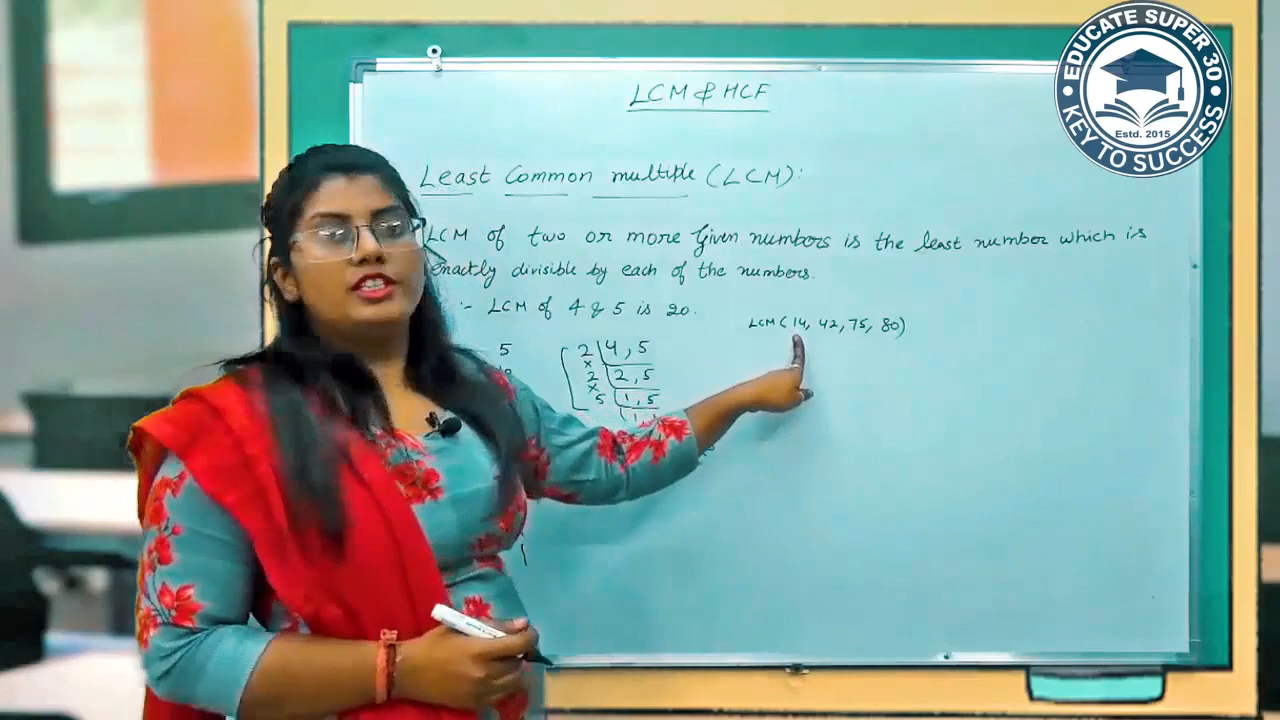 EDUCATE SUPER 30
Estd. 2015
KEY TO SUCCESS
LCM & HCF
Least Common multiple (LCM):
LCM of two or more Given numbers is the least number which is
exactly divisible by each of the numbers.
:- LCM of 4 & 5 is 20.
LCM(14, 42, 75, 80)
5
2 4, 5
×
2 2, 5
×
5 1, 5
1, 1